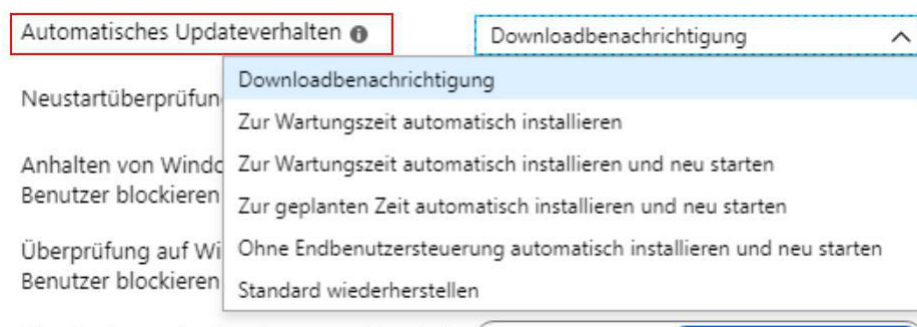 Automatisches Updateverhalten
Downloadbenachrichtigung
Downloadbenachrichtigung
Neustartüberprüfun
Zur Wartungszeit automatisch installieren
Anhalten von Windo
Zur Wartungszeit automatisch installieren und neu starten
Benutzer blockieren
Zur geplanten Zeit automatisch installieren und neu starten
Überprüfung auf Wi
Ohne Endbenutzersteuerung automatisch installieren und neu starten
Benutzer blockieren
Standard wiederherstellen